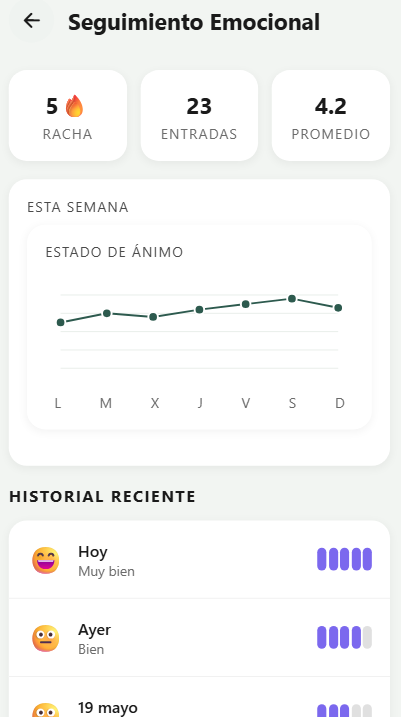 Seguimiento Emocional
5 🔥
RACHA
23
ENTRADAS
4.2
PROMEDIO
ESTA SEMANA
ESTADO DE ÁNIMO
L M X J V S D
HISTORIAL RECIENTE
Hoy
Muy bien
Ayer
Bien
19 mayo